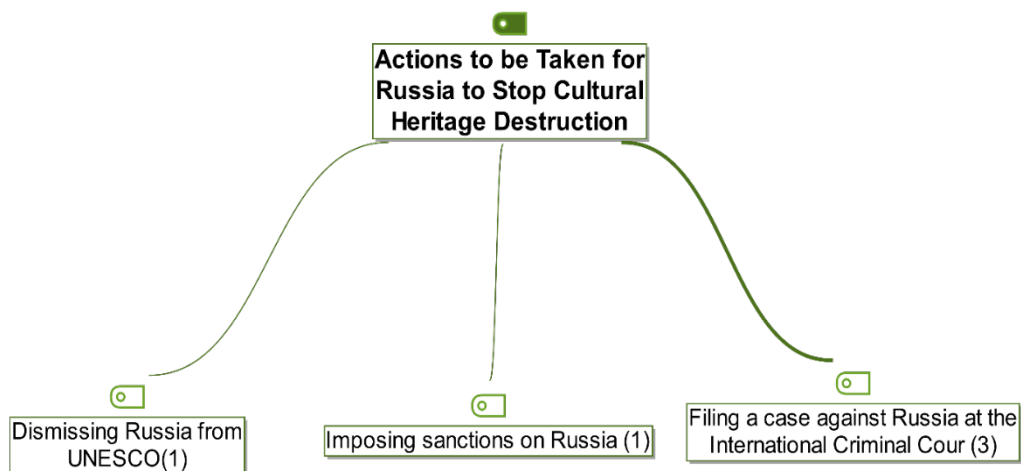 Actions to be Taken for
Russia to Stop Cultural
Heritage Destruction
Dismissing Russia from
UNESCO(1)
Imposing sanctions on Russia (1)
Filing a case against Russia at the
International Criminal Cour (3)